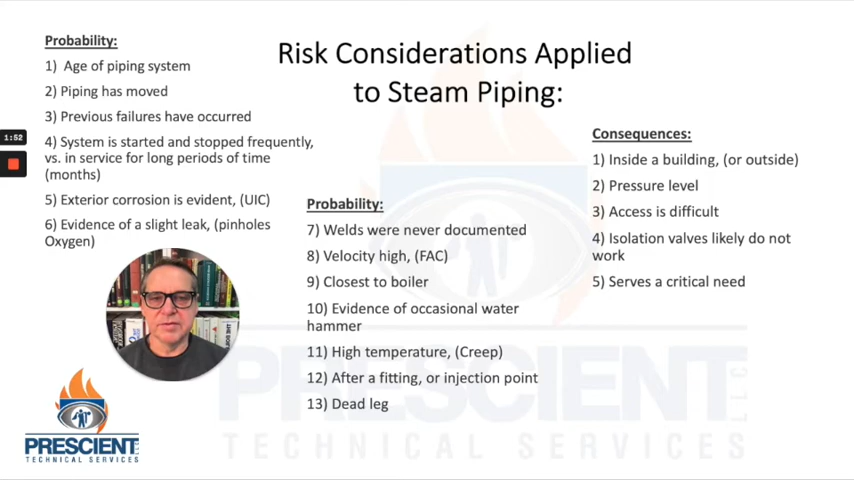 Risk Considerations Applied
to Steam Piping:
Probability:
1) Age of piping system
2) Piping has moved
3) Previous failures have occurred
4) System is started and stopped frequently,
vs. in service for long periods of time
(months)
5) Exterior corrosion is evident, (UIC)
6) Evidence of a slight leak, (pinholes
Oxygen)
Probability:
7) Welds were never documented
8) Velocity high, (FAC)
9) Closest to boiler
10) Evidence of occasional water
hammer
11) High temperature, (Creep)
12) After a fitting, or injection point
13) Dead leg
Consequences:
1) Inside a building, (or outside)
2) Pressure level
3) Access is difficult
4) Isolation valves likely do not
work
5) Serves a critical need
1:52
PRESCIENT LLC
TECHNICAL SERVICES
PRESCIENT LLC
TECHNICAL SERVICES